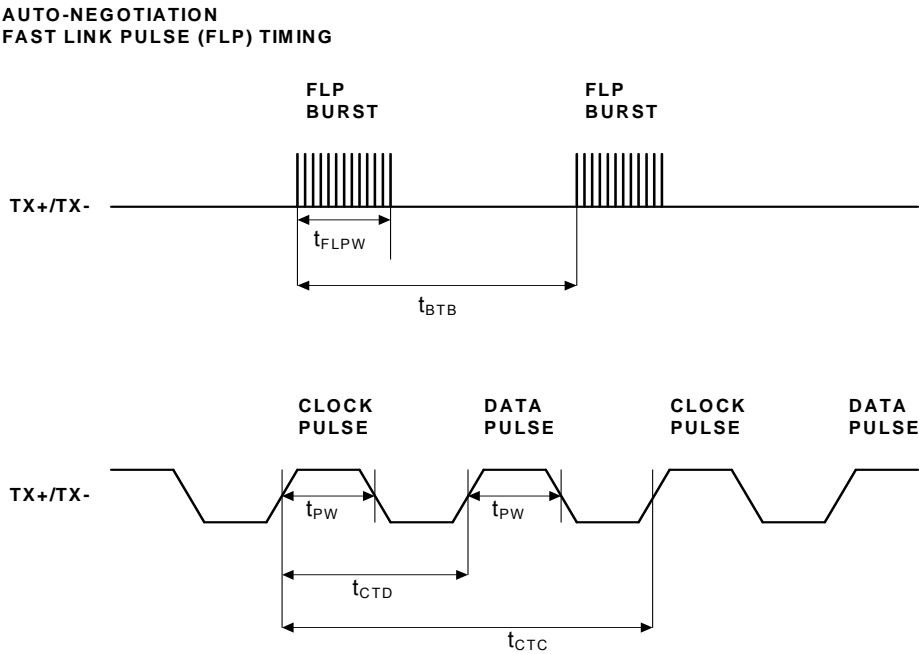 AUTO-NEGOTIATION
FAST LINK PULSE (FLP) TIMING
FLP
BURST
FLP
BURST
TX+/TX-
tFLPW
tBTB
CLOCK
PULSE
DATA
PULSE
CLOCK
PULSE
DATA
PULSE
TX+/TX-
tPW
tPW
tCTD
tCTC